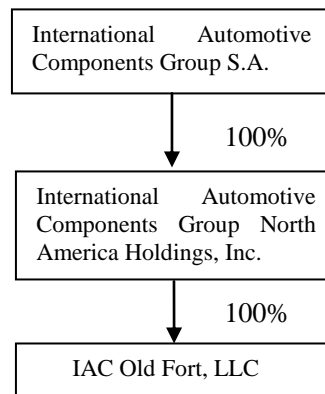 International Automotive
Components Group S.A.
100%
International Automotive
Components Group North
America Holdings, Inc.
100%
IAC Old Fort, LLC